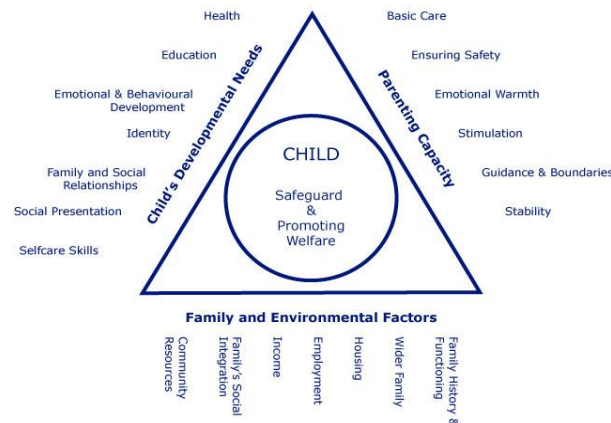 Health
Education
Emotional & Behavioural
Development
Identity
Family and Social
Relationships
Social Presentation
Selfcare Skills
Child's Developmental Needs
CHILD
Safeguard
&
Promoting
Welfare
Parenting Capacity
Basic Care
Ensuring Safety
Emotional Warmth
Stimulation
Guidance & Boundaries
Stability
Family and Environmental Factors
Community
Resources
Family's Social
Integration
Income
Employment
Housing
Wider Family
Family History &
Functioning